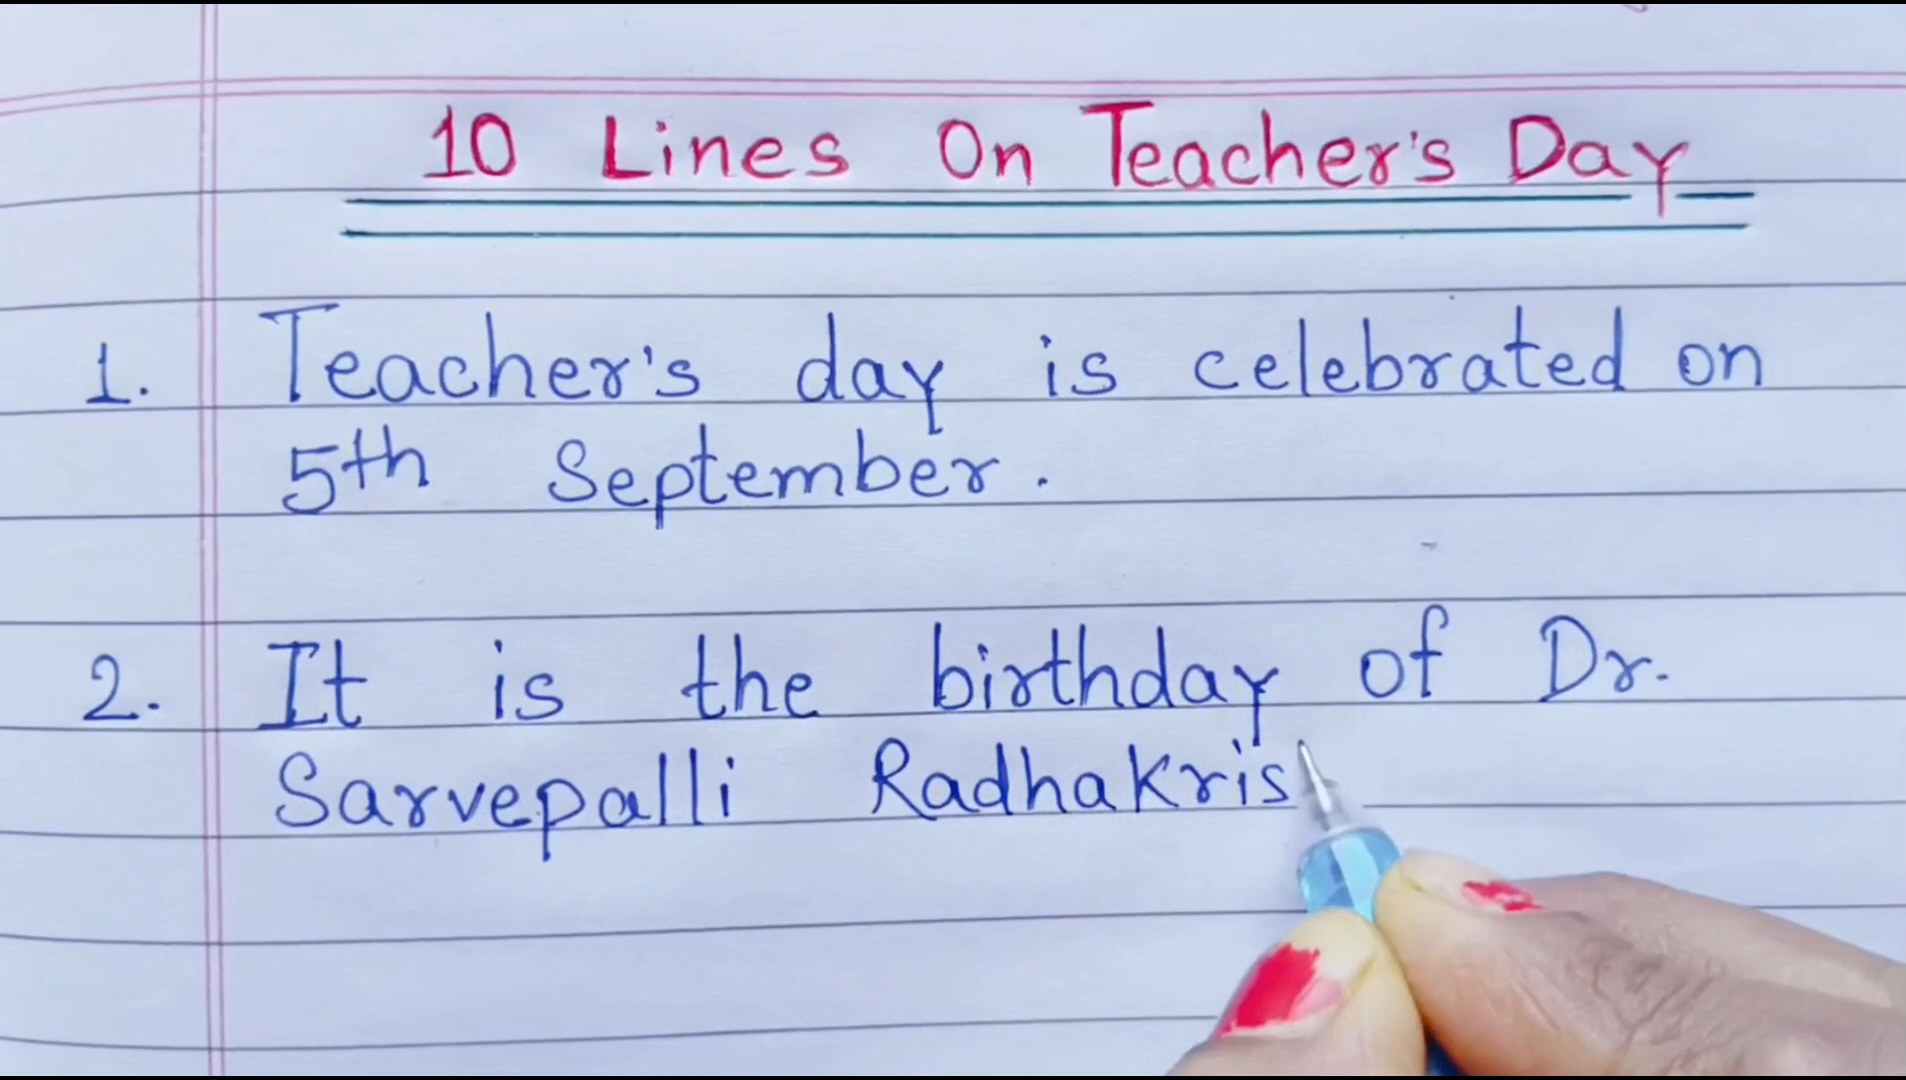 10 Lines On Teacher's Day
1. Teacher's day is celebrated on
5th September.
2. It is the birthday of Dr.
Sarvepalli Radhakris